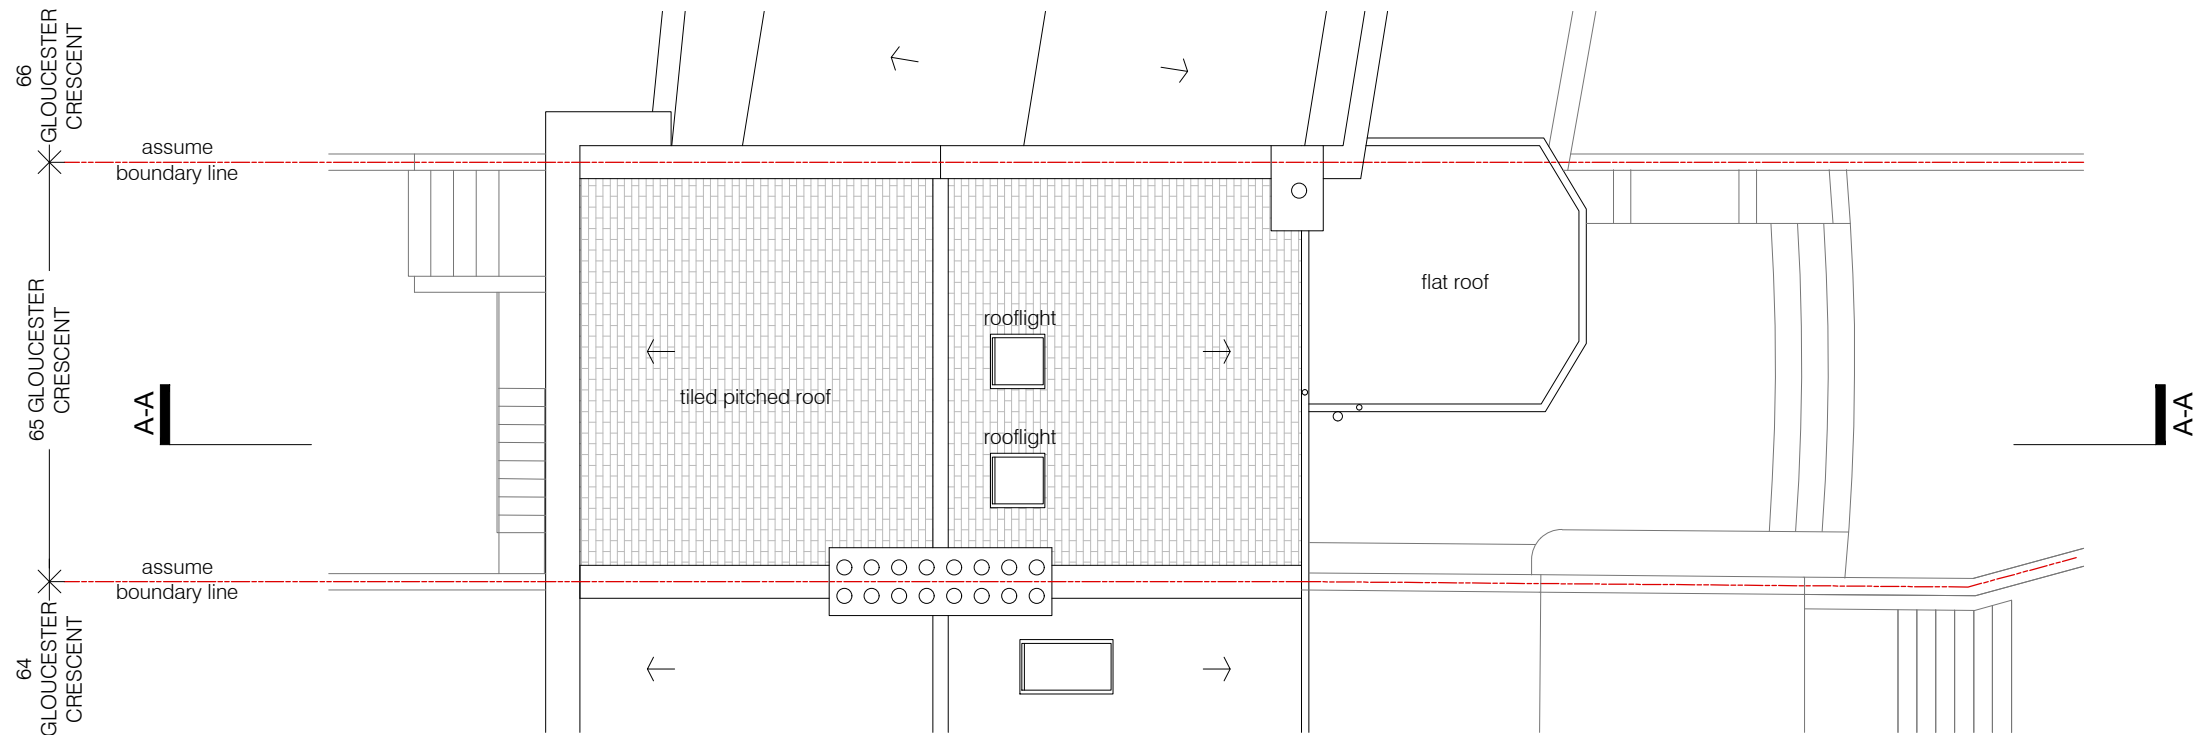 66
GLOUCESTER
CRESCENT
assume
boundary line
65 GLOUCESTER
CRESCENT
A-A
assume
boundary line
64
GLOUCESTER
CRESCENT
tiled pitched roof
rooflight
rooflight
flat roof
A-A